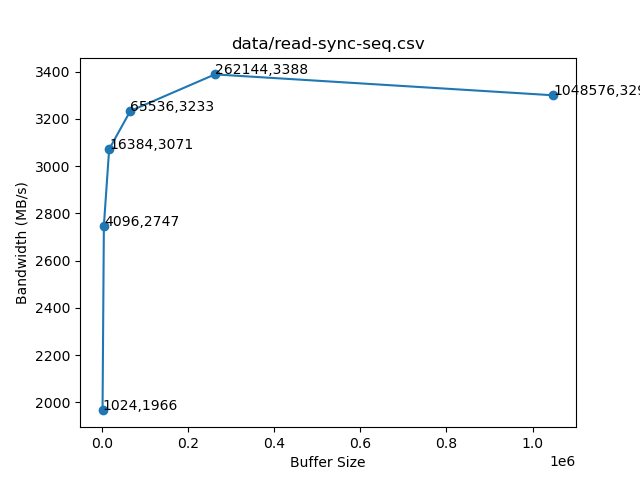 data/read-sync-seq.csv
3400
3200
3000
2800
2600
2400
2200
2000
Bandwidth (MB/s)
262144,3388
1048576,329
65536,3233
16384,3071
4096,2747
1024,1966
0.0 0.2 0.4 0.6 0.8 1.0
1e6
Buffer Size